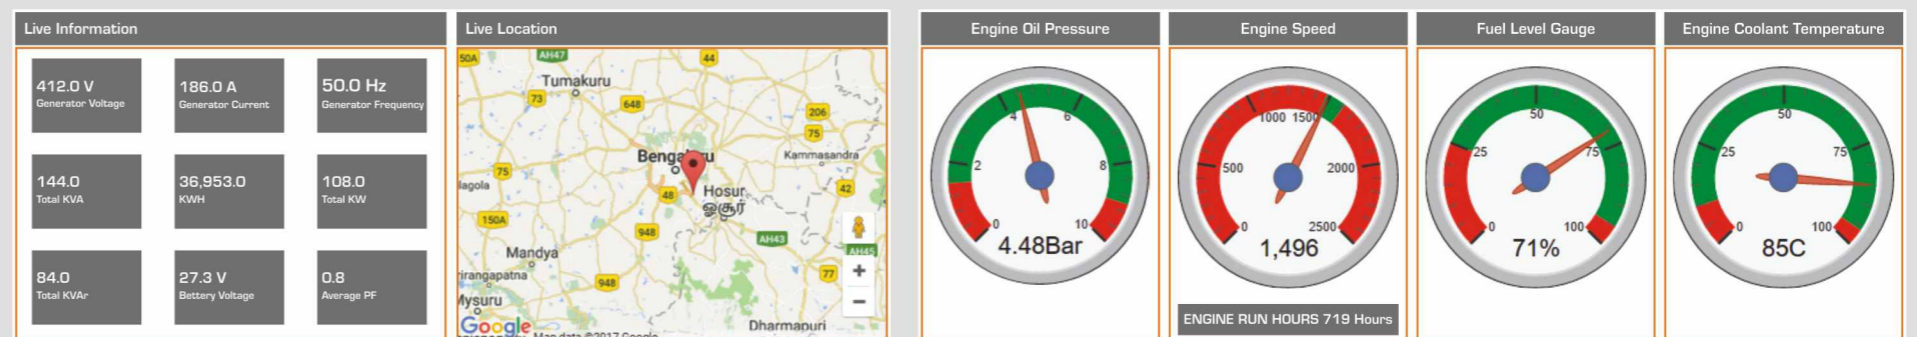 Live Information
412.0 V
Generator Voltage
186.0 A
Generator Current
50.0 Hz
Generator Frequency
144.0
Total KVA
36,953.0
KWH
108.0
Total KW
84.0
Total KVAr
27.3 V
Bettery Voltage
0.8
Average PF
Live Location
50A
AH47
44
Tumakuru
73
648
206
75
Bengaluru
Kammasandra
75
lagola
48
Hosur
ஓசூர்
42
150A
948
AH43
AH45
Mandya
rirangapatna
948
77
Mysuru
+
−
Google
Map data ©2017 Google
Dharmapuri
Engine Oil Pressure
0
2
4
6
8
10
4.48Bar
Engine Speed
0
500
1000
1500
2000
2500
1,496
ENGINE RUN HOURS 719 Hours
Fuel Level Gauge
0
25
50
75
100
71%
Engine Coolant Temperature
0
25
50
75
100
85C